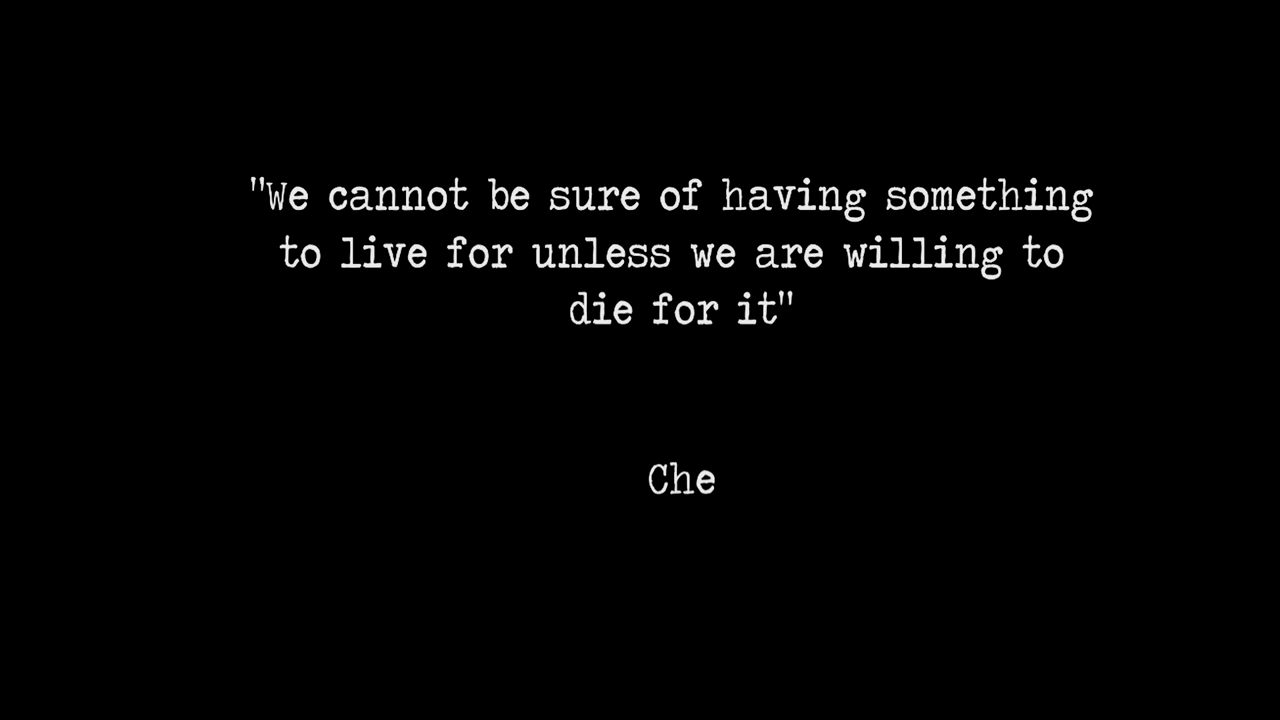 "We cannot be sure of having something
to live for unless we are willing to
die for it"
Che